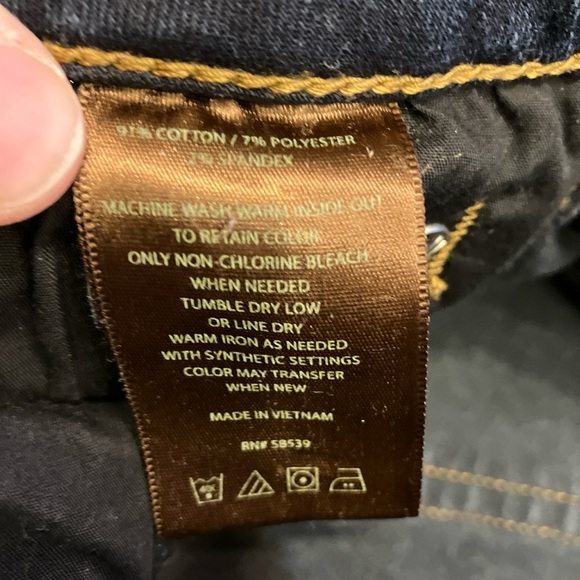 91% COTTON / 7% POLYESTER
2% SPANDEX
MACHINE WASH WARM INSIDE OUT
TO RETAIN COLOR
ONLY NON-CHLORINE BLEACH
WHEN NEEDED
TUMBLE DRY LOW
OR LINE DRY
WARM IRON AS NEEDED
WITH SYNTHETIC SETTINGS
COLOR MAY TRANSFER
WHEN NEW
MADE IN VIETNAM
RN# 58539